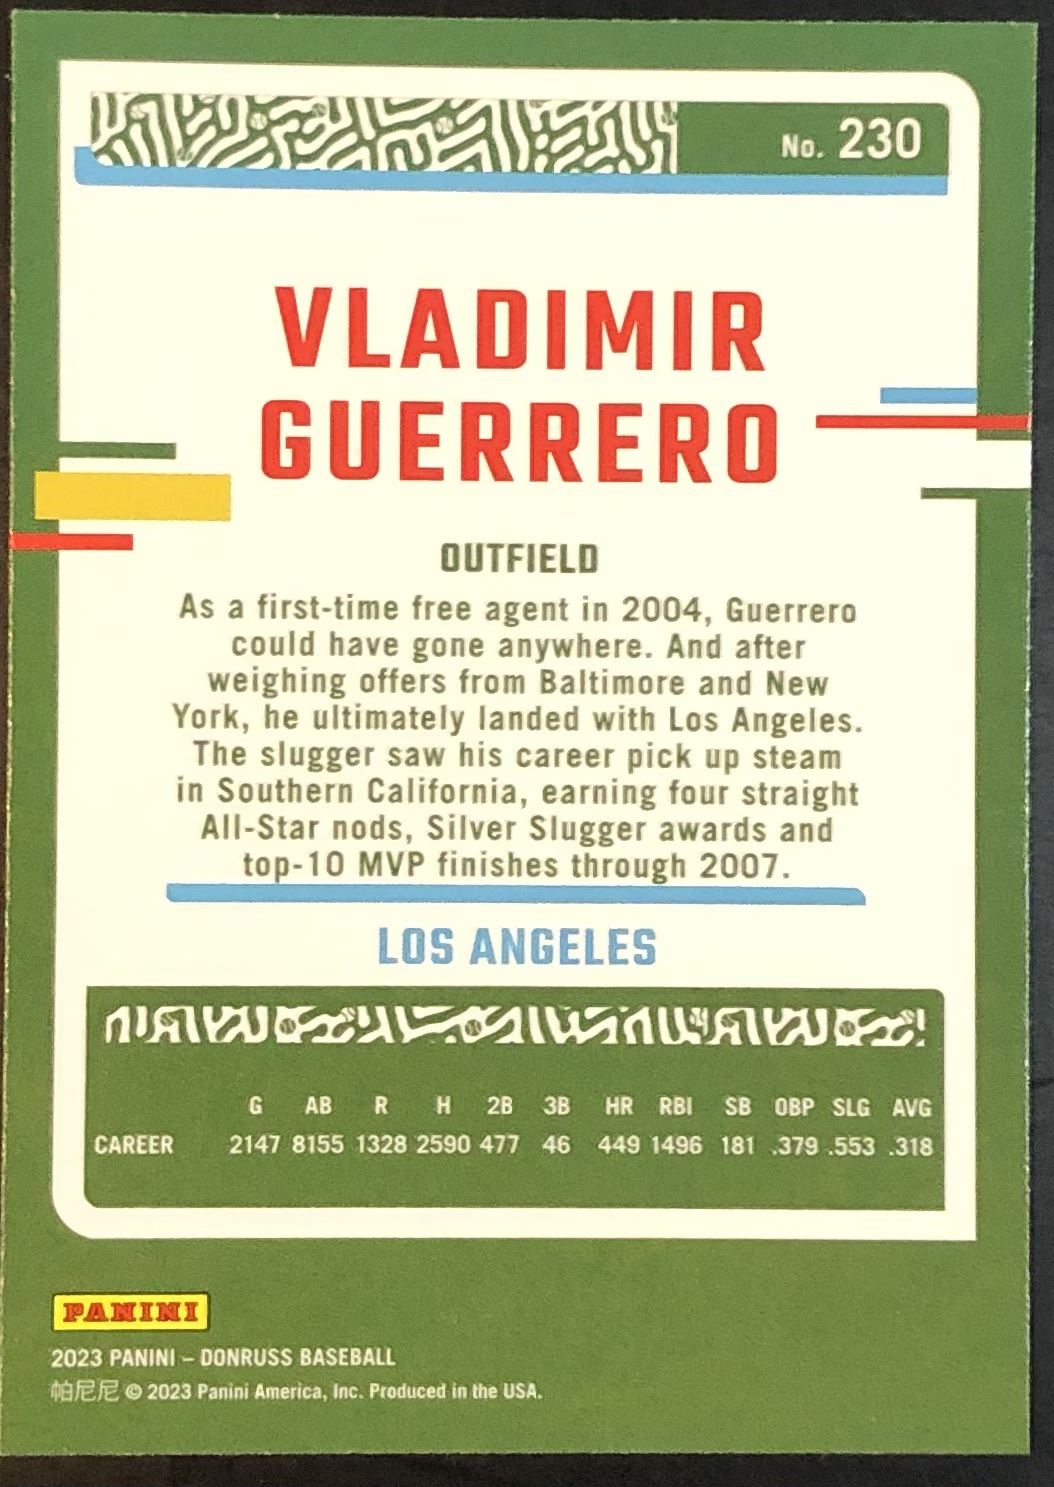 No. 230
VLADIMIR
GUERRERO
OUTFIELD
As a first-time free agent in 2004, Guerrero
could have gone anywhere. And after
weighing offers from Baltimore and New
York, he ultimately landed with Los Angeles.
The slugger saw his career pick up steam
in Southern California, earning four straight
All-Star nods, Silver Slugger awards and
top-10 MVP finishes through 2007.
LOS ANGELES
G AB R H 2B 3B HR RBI SB OBP SLG AVG
CAREER 2147 8155 1328 2590 477 46 449 1496 181 .379 .553 .318
PANINI
2023 PANINI – DONRUSS BASEBALL
帕尼尼 © 2023 Panini America, Inc. Produced in the USA.